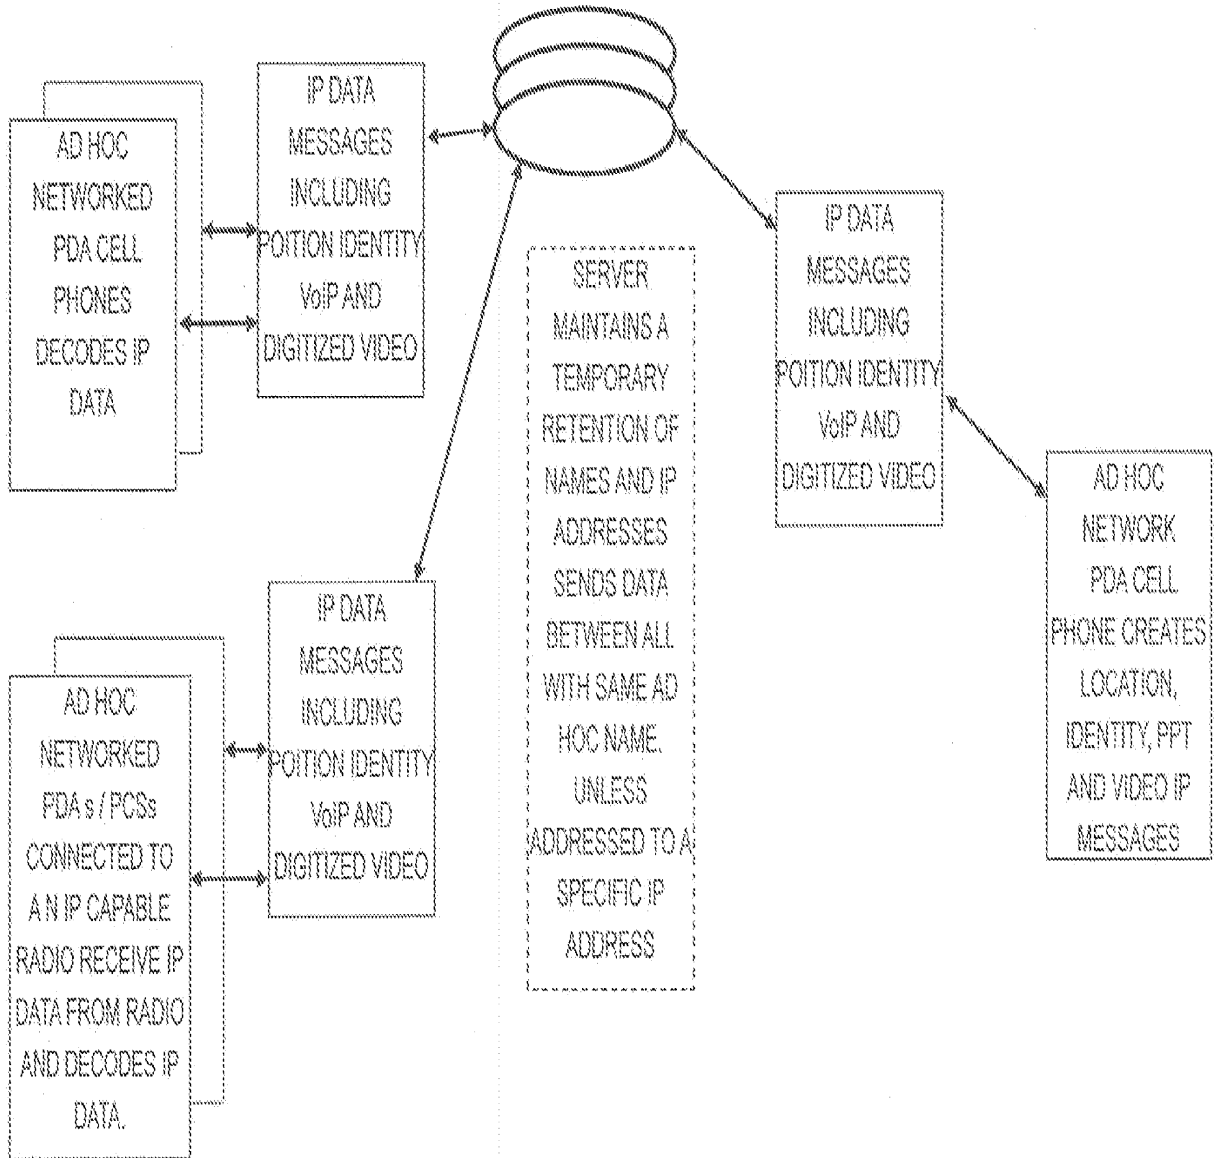 AD HOC
NETWORKED
PDA CELL
PHONES
DECODES IP
DATA
IP DATA
MESSAGES
INCLUDING
POITION IDENTITY
VoIP AND
DIGITIZED VIDEO
SERVER
MAINTAINS A
TEMPORARY
RETENTION OF
NAMES AND IP
ADDRESSES
SENDS DATA
BETWEEN ALL
WITH SAME AD
HOC NAME.
UNLESS
ADDRESSED TO A
SPECIFIC IP
ADDRESS
IP DATA
MESSAGES
INCLUDING
POITION IDENTITY
VoIP AND
DIGITIZED VIDEO
AD HOC
NETWORK
PDA CELL
PHONE CREATES
LOCATION,
IDENTITY, PPT
AND VIDEO IP
MESSAGES
AD HOC
NETWORKED
PDA s / PCSs
CONNECTED TO
A N IP CAPABLE
RADIO RECEIVE IP
DATA FROM RADIO
AND DECODES IP
DATA.
IP DATA
MESSAGES
INCLUDING
POITION IDENTITY
VoIP AND
DIGITIZED VIDEO